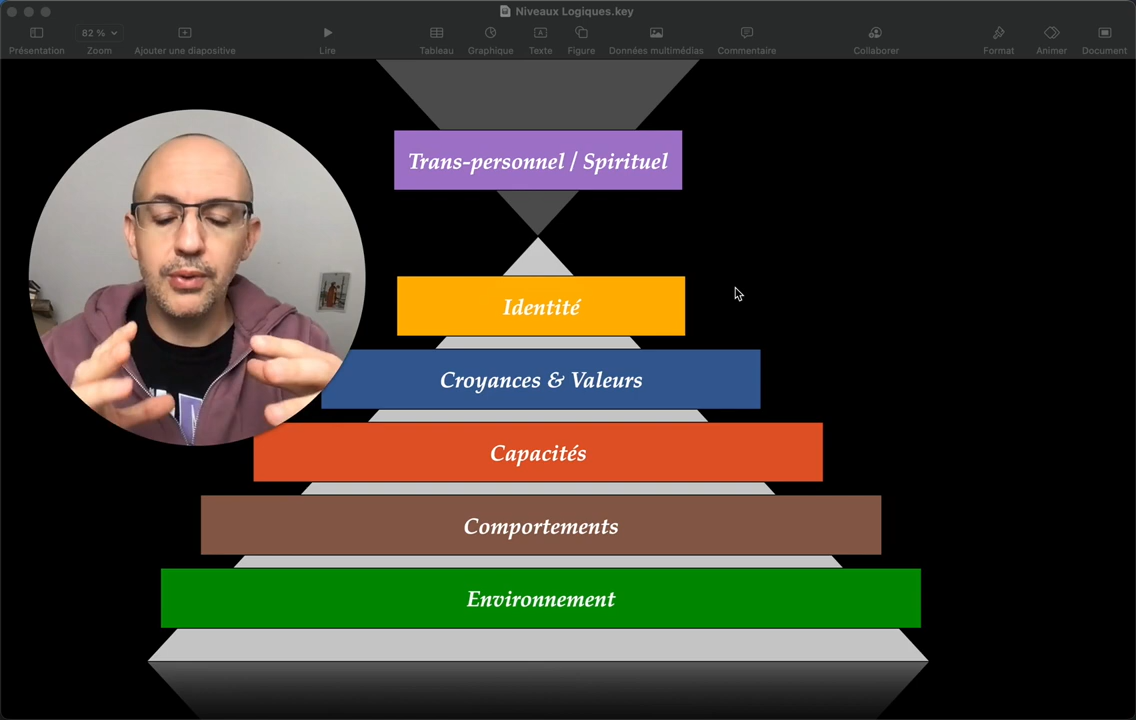 Niveaux Logiques.key
82 %
Présentation
Zoom
Ajouter une diapositive
Lire
Tableau
Graphique
Texte
Figure
Données multimédias
Commentaire
Collaborer
Format
Animer
Document
Trans-personnel / Spirituel
Identité
Croyances & Valeurs
Capacités
Comportements
Environnement